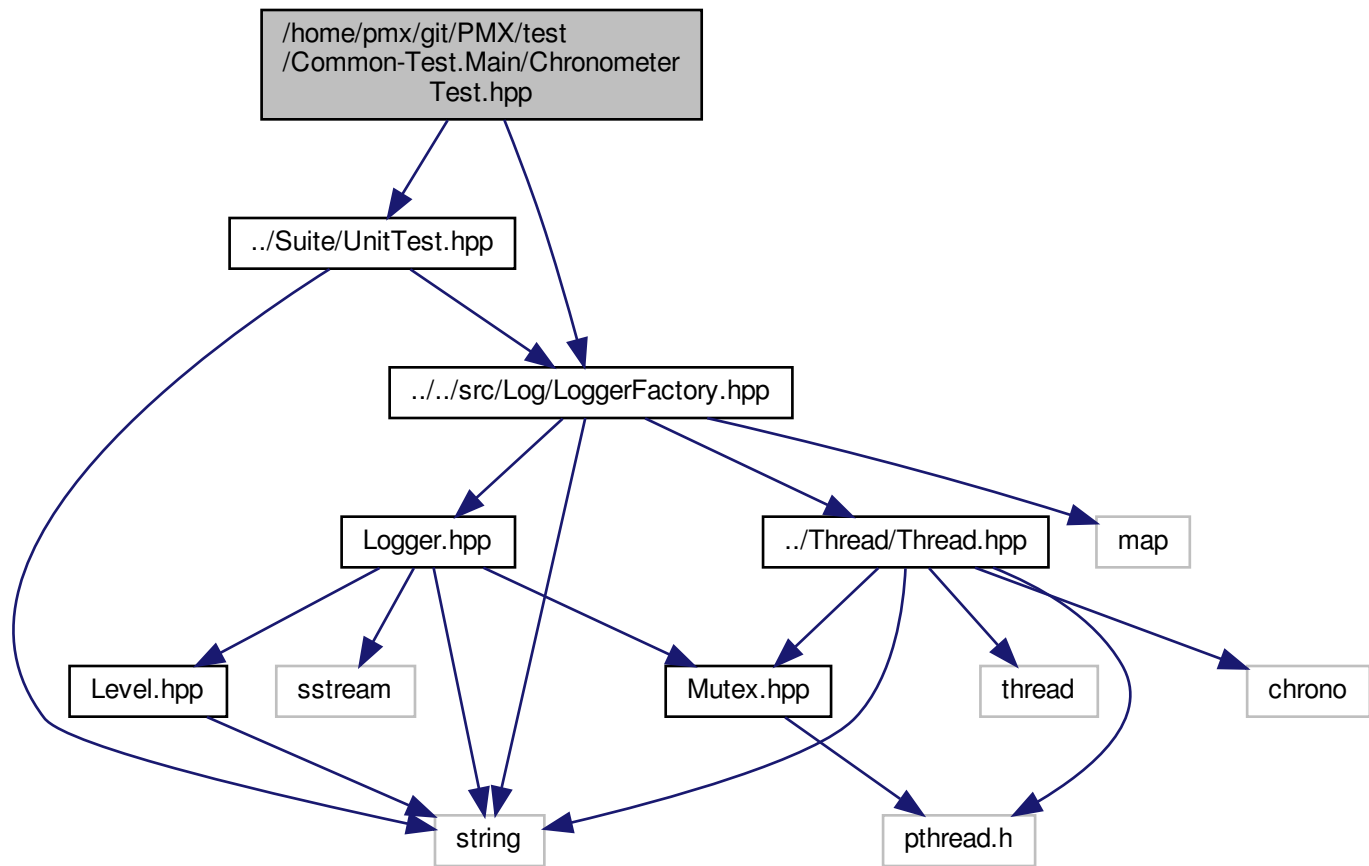 /home/pmx/git/PMX/test
/Common-Test.Main/Chronometer
Test.hpp
../Suite/UnitTest.hpp
../../src/Log/LoggerFactory.hpp
Logger.hpp
../Thread/Thread.hpp
map
Level.hpp
sstream
Mutex.hpp
thread
chrono
string
pthread.h